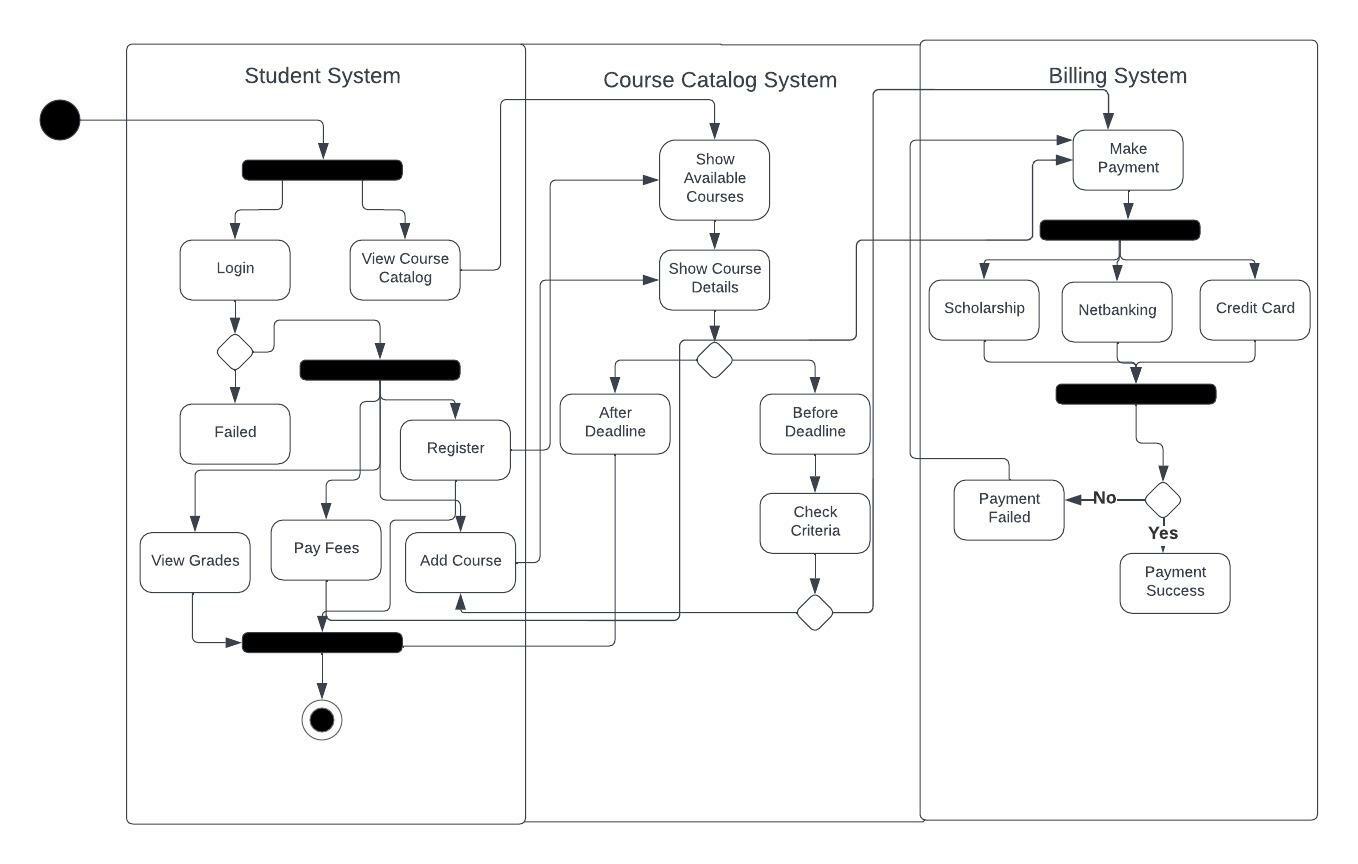 Student System
Course Catalog System
Billing System
Show
Available
Courses
Make
Payment
Login
View Course
Catalog
Show Course
Details
Scholarship
Netbanking
Credit Card
Failed
Register
After
Deadline
Before
Deadline
Payment
Failed
No
Yes
Check
Criteria
View Grades
Pay Fees
Add Course
Payment
Success